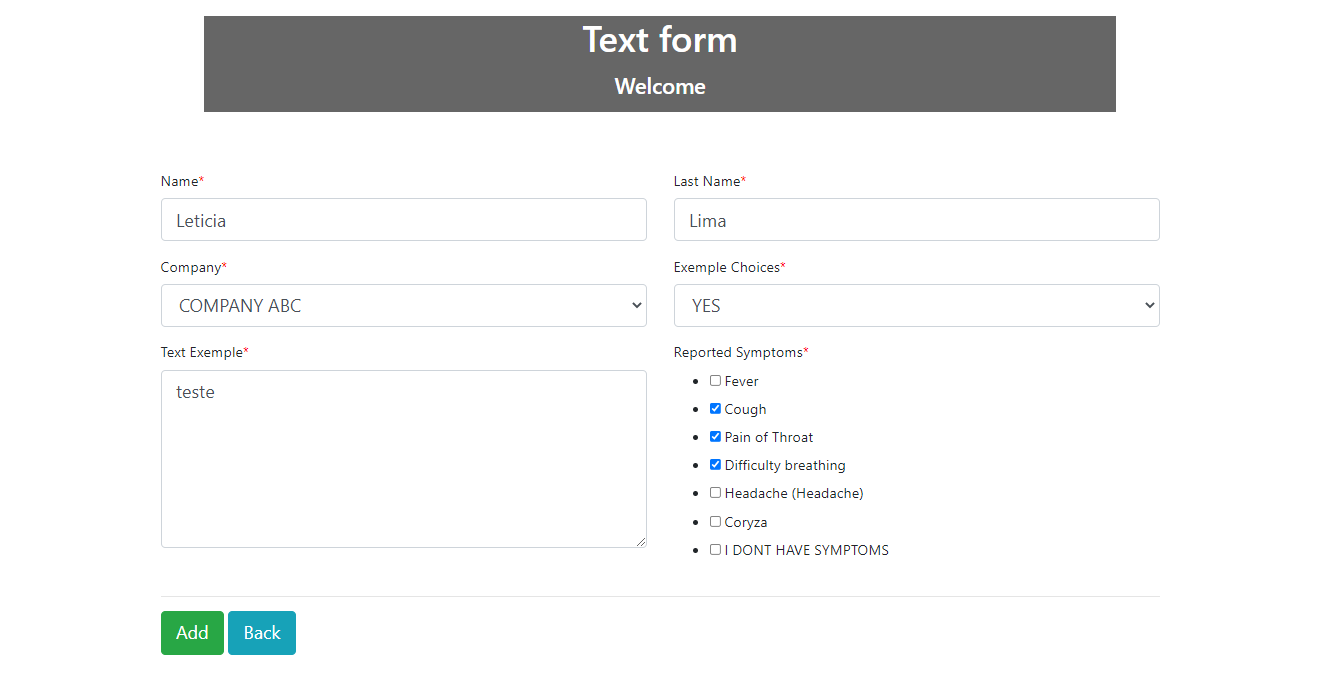 Text form
Welcome
Name*
Last Name*
Leticia
Lima
Company*
Exemple Choices*
COMPANY ABC
YES
Text Exemple*
Reported Symptoms*
teste
Fever
Cough
Pain of Throat
Difficulty breathing
Headache (Headache)
Coryza
I DONT HAVE SYMPTOMS
Add
Back